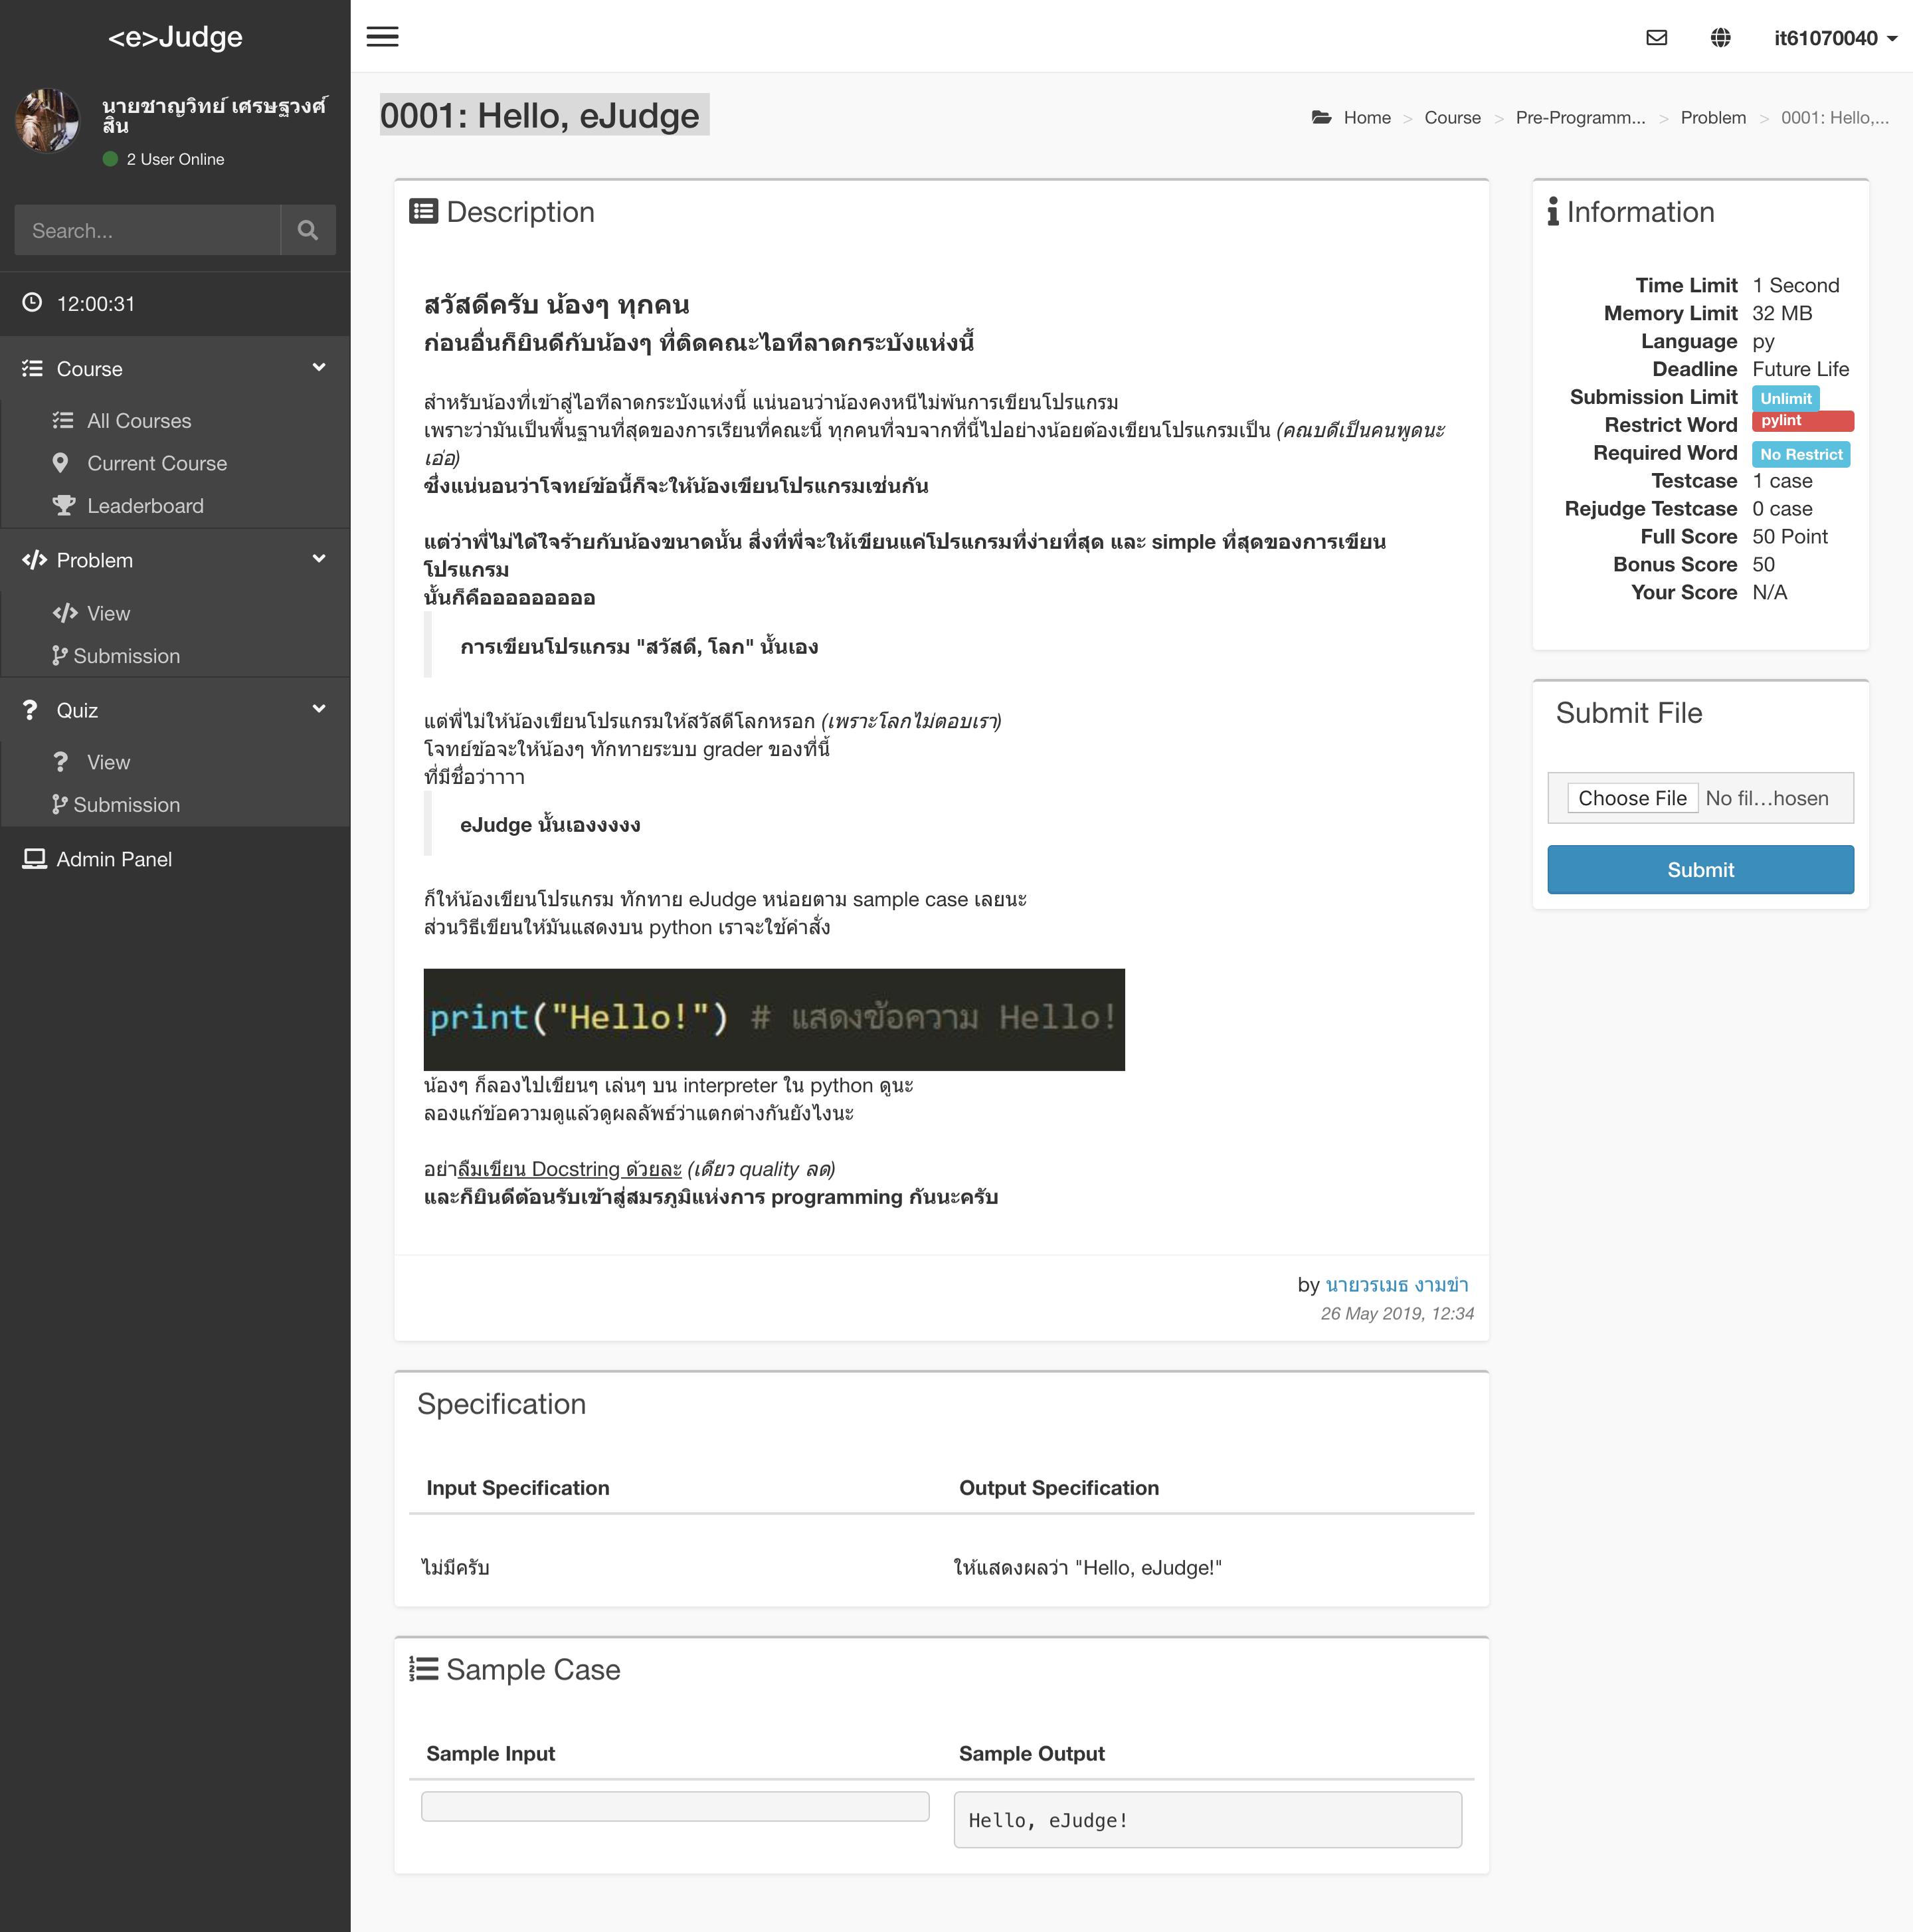 <e>Judge
it61070040
นายชาญวิทย์ เศรษฐวงศ์
สิน
2 User Online
Search...
12:00:31
Course
All Courses
Current Course
Leaderboard
Problem
View
Submission
Quiz
View
Submission
Admin Panel
0001: Hello, eJudge
Home > Course > Pre-Programm... > Problem > 0001: Hello,...
Description
สวัสดีครับ น้องๆ ทุกคน
ก่อนอื่นก็ยินดีกับน้องๆ ที่ติดคณะไอทีลาดกระบังแห่งนี้
สำหรับน้องที่เข้าสู่ไอทีลาดกระบังแห่งนี้ แน่นอนว่าน้องคงหนีไม่พ้นการเขียนโปรแกรม
เพราะว่ามันเป็นพื้นฐานที่สุดของการเรียนที่คณะนี้ ทุกคนที่จบจากที่นี้ไปอย่างน้อยต้องเขียนโปรแกรมเป็น (คณบดีเป็นคนพูดนะ
เอ่อ)
ซึ่งแน่นอนว่าโจทย์ข้อนี้ก็จะให้น้องเขียนโปรแกรมเช่นกัน
แต่ว่าพี่ไม่ได้ใจร้ายกับน้องขนาดนั้น สิ่งที่พี่จะให้เขียนแค่โปรแกรมที่ง่ายที่สุด และ simple ที่สุดของการเขียน
โปรแกรม
นั้นก็คือออออออออ
การเขียนโปรแกรม "สวัสดี, โลก" นั้นเอง
แต่พี่ไม่ให้น้องเขียนโปรแกรมให้สวัสดีโลกหรอก (เพราะโลกไม่ตอบเรา)
โจทย์ข้อจะให้น้องๆ ทักทายระบบ grader ของที่นี้
ที่มีชื่อว่าาาา
eJudge นั้นเองงงงง
ก็ให้น้องเขียนโปรแกรม ทักทาย eJudge หน่อยตาม sample case เลยนะ
ส่วนวิธีเขียนให้มันแสดงบน python เราจะใช้คำสั่ง
print("Hello!") # แสดงข้อความ Hello!
น้องๆ ก็ลองไปเขียนๆ เล่นๆ บน interpreter ใน python ดูนะ
ลองแก้ข้อความดูแล้วดูผลลัพธ์ว่าแตกต่างกันยังไงนะ
อย่าลืมเขียน Docstring ด้วยละ (เดียว quality ลด)
และก็ยินดีต้อนรับเข้าสู่สมรภูมิแห่งการ programming กันนะครับ
by นายวรเมธ งามขำ
26 May 2019, 12:34
Information
Time Limit 1 Second
Memory Limit 32 MB
Language py
Deadline Future Life
Submission Limit Unlimit
Restrict Word pylint
Required Word No Restrict
Testcase 1 case
Rejudge Testcase 0 case
Full Score 50 Point
Bonus Score 50
Your Score N/A
Submit File
Choose File No fil...hosen
Submit
Specification
Input Specification Output Specification
ไม่มีครับ ให้แสดงผลว่า "Hello, eJudge!"
Sample Case
Sample Input Sample Output
Hello, eJudge!